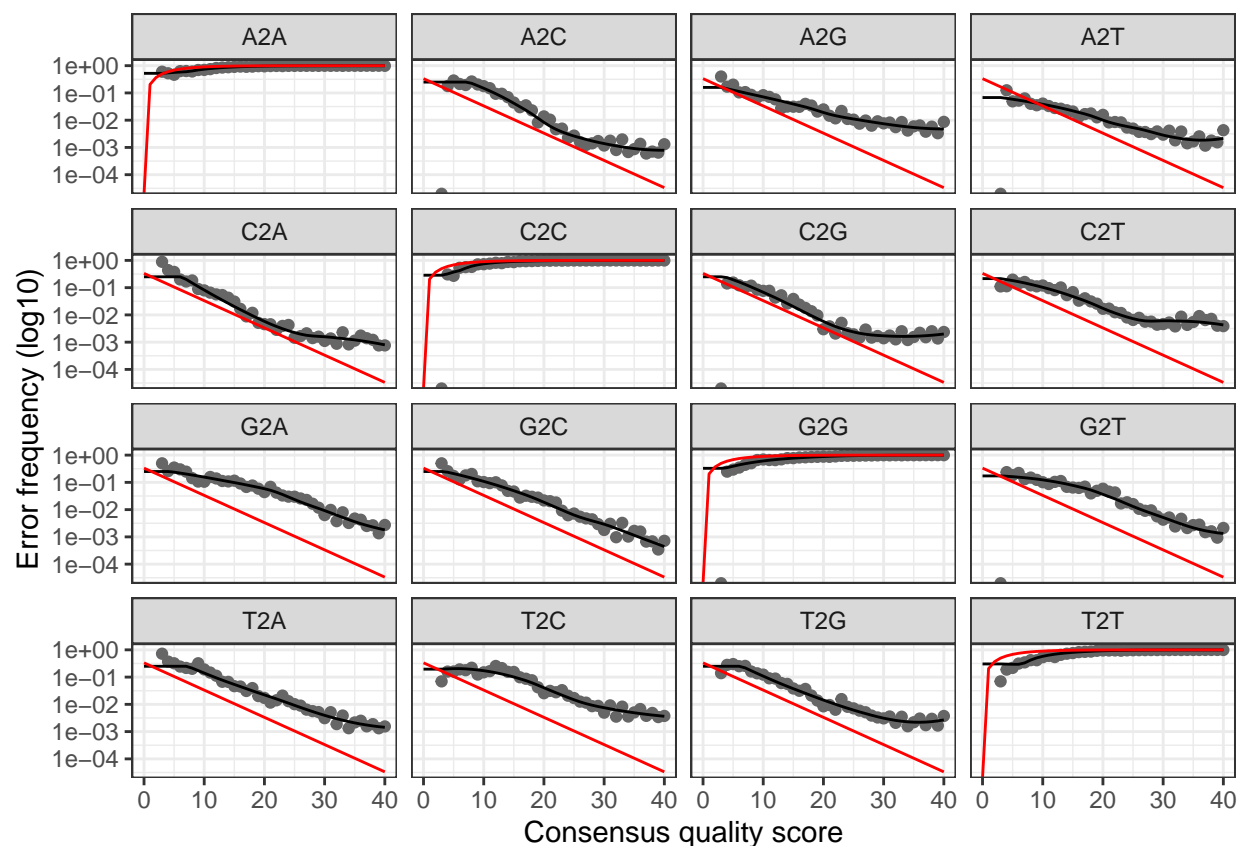 A2A A2C A2G A2T
1e+00
1e−01
1e−02
1e−03
1e−04
C2A C2C C2G C2T
1e+00
1e−01
1e−02
1e−03
1e−04
G2A G2C G2G G2T
1e+00
1e−01
1e−02
1e−03
1e−04
T2A T2C T2G T2T
1e+00
1e−01
1e−02
1e−03
1e−04
0 10 20 30 40 0 10 20 30 40 0 10 20 30 40 0 10 20 30 40
Consensus quality score
Error frequency (log10)